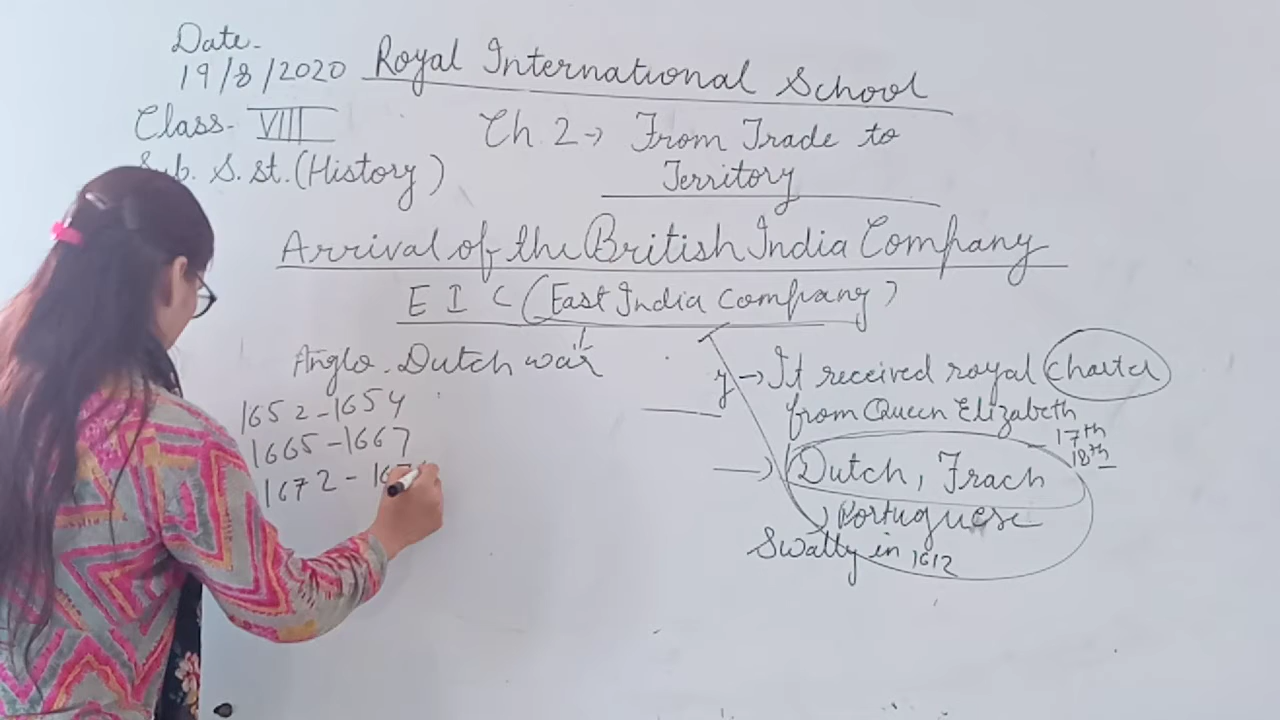 Date-
19/8/2020
Royal International School
Class- VIII
Sub. S.st. (History)
Ch. 2 → From Trade to
Territory
Arrival of the British India Company
E I C (East India Company)
Anglo-Dutch war
1652-1654
1665-1667
1672-
→ It received royal charter
from Queen Elizabeth
17th
18th
→ Dutch, Frach
Portuguese
Swally in 1612